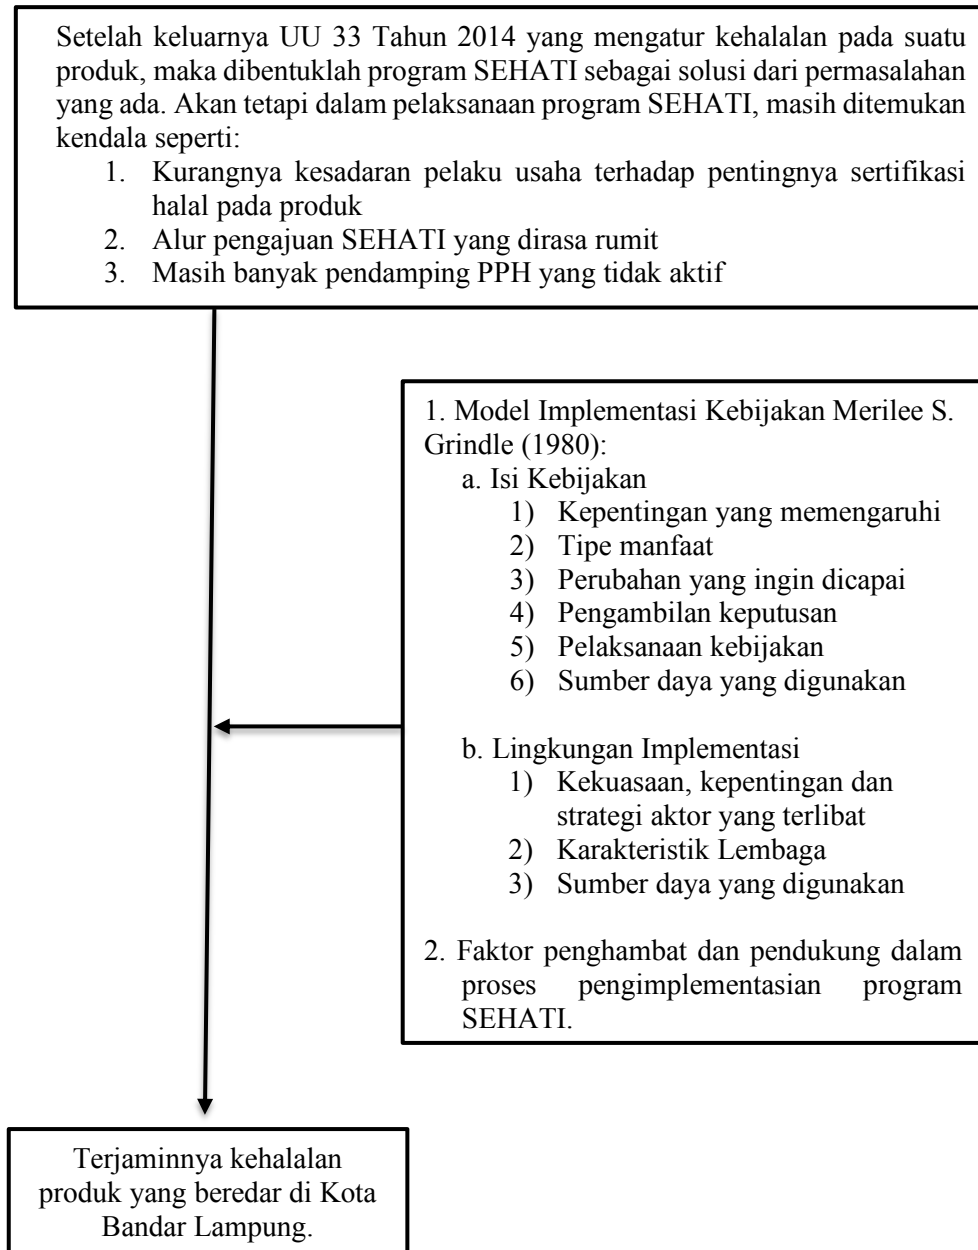 Setelah keluarnya UU 33 Tahun 2014 yang mengatur kehalalan pada suatu
produk, maka dibentuklah program SEHATI sebagai solusi dari permasalahan
yang ada. Akan tetapi dalam pelaksanaan program SEHATI, masih ditemukan
kendala seperti:
1. Kurangnya kesadaran pelaku usaha terhadap pentingnya sertifikasi
halal pada produk
2. Alur pengajuan SEHATI yang dirasa rumit
3. Masih banyak pendamping PPH yang tidak aktif
1. Model Implementasi Kebijakan Merilee S.
Grindle (1980):
a. Isi Kebijakan
1) Kepentingan yang memengaruhi
2) Tipe manfaat
3) Perubahan yang ingin dicapai
4) Pengambilan keputusan
5) Pelaksanaan kebijakan
6) Sumber daya yang digunakan
b. Lingkungan Implementasi
1) Kekuasaan, kepentingan dan
strategi aktor yang terlibat
2) Karakteristik Lembaga
3) Sumber daya yang digunakan
2. Faktor penghambat dan pendukung dalam
proses pengimplementasian program
SEHATI.
Terjaminnya kehalalan
produk yang beredar di Kota
Bandar Lampung.